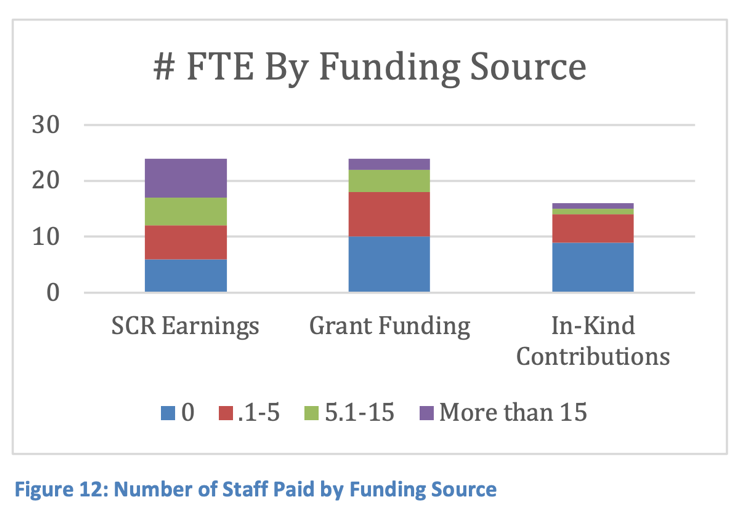 # FTE By Funding Source
30
20
10
0
SCR Earnings
Grant Funding
In-Kind
Contributions
0
.1-5
5.1-15
More than 15
Figure 12: Number of Staff Paid by Funding Source